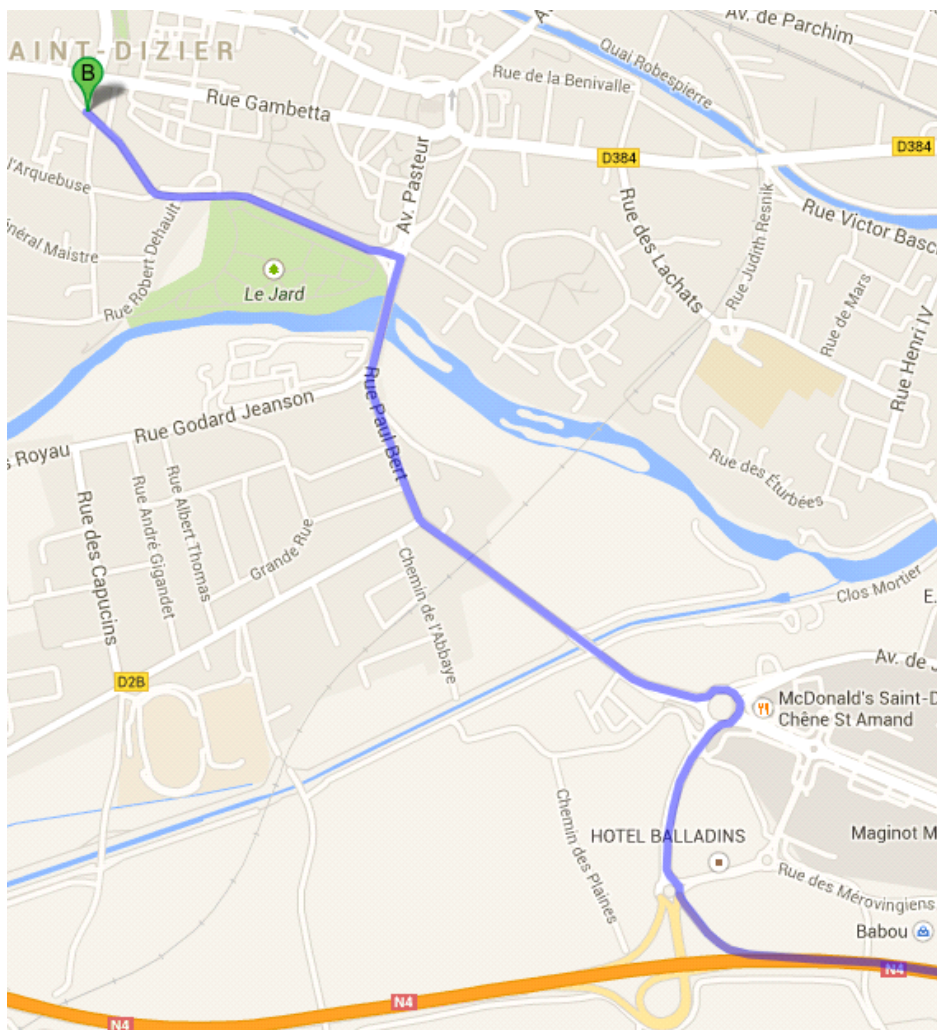 Av. de Parchim
AINT-DIZIER
Quai Robespierre
B
Rue de la Benivalle
Rue Gambetta
D384
D384
Av. Pasteur
l'Arquebuse
Rue des Lachats
Rue Judith Resnik
Rue Victor Basc
énéral Maistre
Rue Robert Dehault
Le Jard
Rue de Mars
Rue Henri IV
Rue Paul Bert
Rue Godard Jeanson
s Royau
Rue des Capucins
Rue André Gigandet
Rue Albert Thomas
Grande Rue
Rue des Éturbées
Chemin de l'Abbaye
Clos Mortier
E.
D2B
Av. de J
McDonald's Saint-D
Chêne St Amand
Chemin des Plaines
HOTEL BALLADINS
Maginot M
Rue des Mérovingiens
Babou
N4
N4
N4